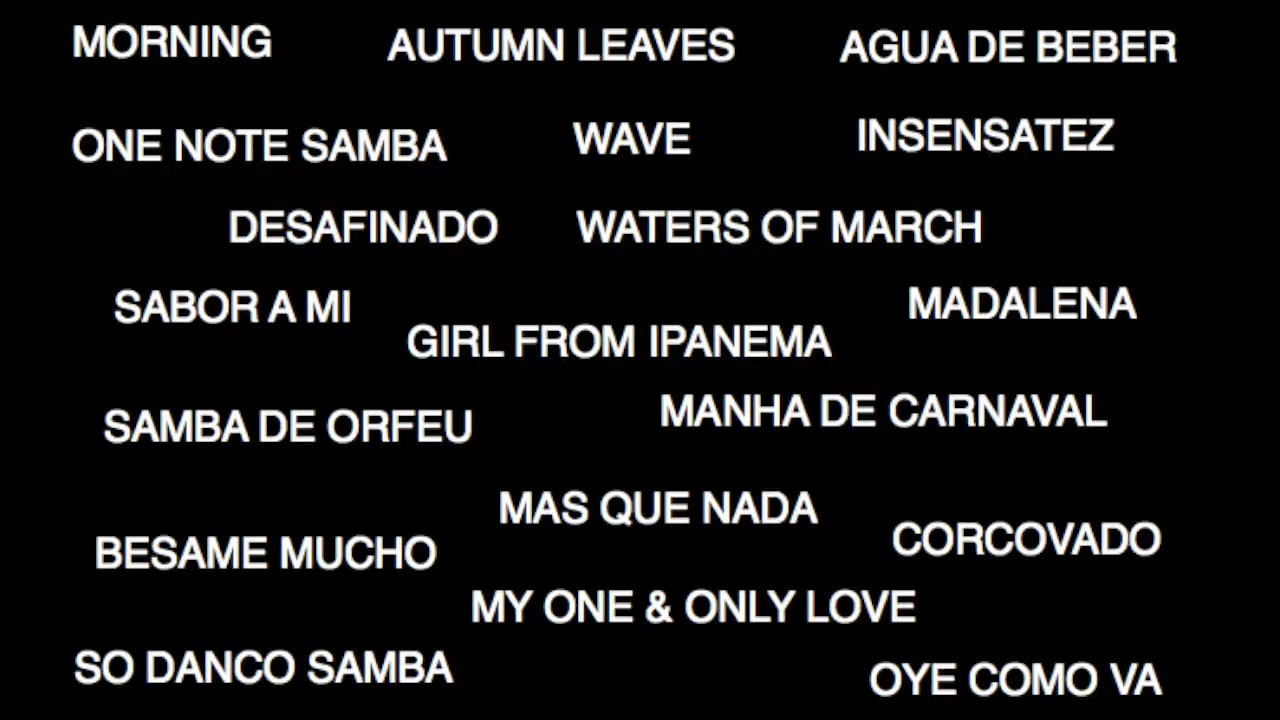 MORNING
AUTUMN LEAVES
AGUA DE BEBER
ONE NOTE SAMBA
WAVE
INSENSATEZ
DESAFINADO
WATERS OF MARCH
SABOR A MI
MADALENA
GIRL FROM IPANEMA
SAMBA DE ORFEU
MANHA DE CARNAVAL
MAS QUE NADA
BESAME MUCHO
CORCOVADO
MY ONE & ONLY LOVE
SO DANCO SAMBA
OYE COMO VA